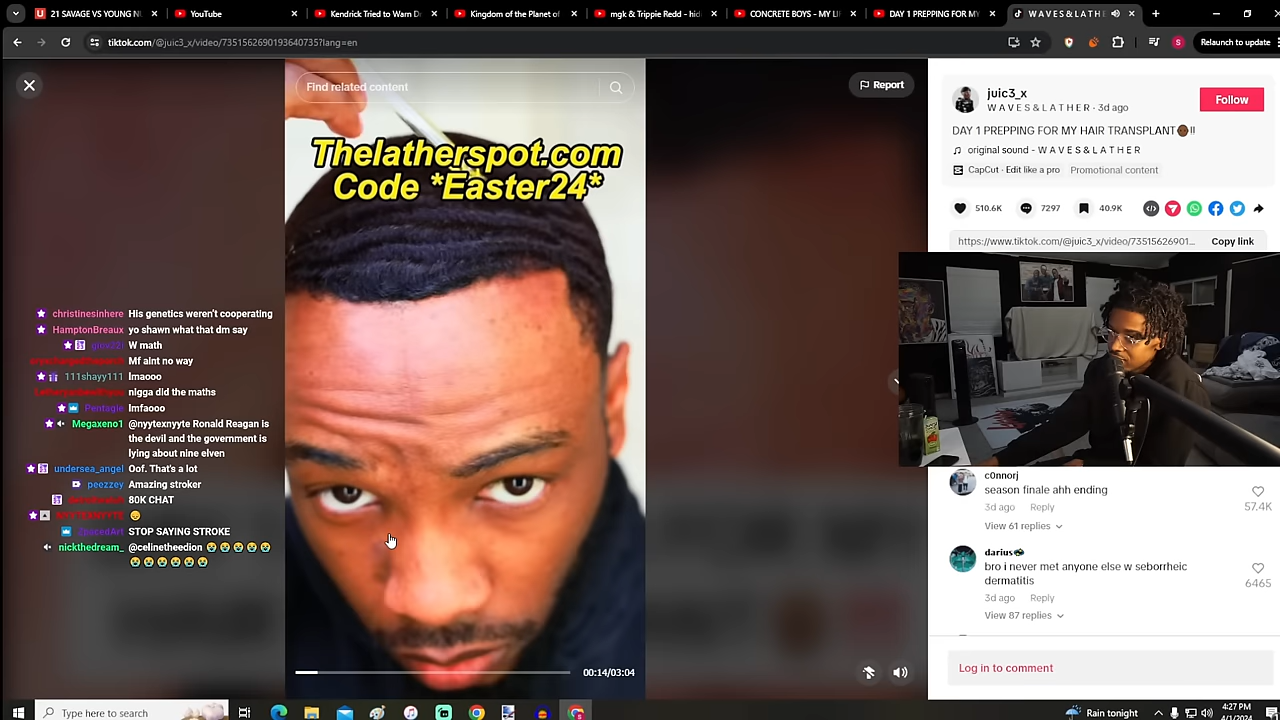 21 SAVAGE VS YOUNG N
YouTube
Kendrick Tried to Warn D
Kingdom of the Planet of
mgk & Trippie Redd - hid
CONCRETE BOYS - MY LI
DAY 1 PREPPING FOR MY
W A V E S & L A T H
tiktok.com/@juic3_x/video/7351562690193640735?lang=en
Relaunch to update
Find related content
Report
Thelatherspot.com
Code *Easter24*
juic3_x
W A V E S & L A T H E R · 3d ago
Follow
DAY 1 PREPPING FOR MY HAIR TRANSPLANT👨🏿‍🦲!!
original sound - W A V E S & L A T H E R
CapCut · Edit like a pro
Promotional content
510.6K
7297
40.9K
https://www.tiktok.com/@juic3_x/video/73515626901...
Copy link
christinesinhere His genetics weren't cooperating
HamptonBreaux yo shawn what that dm say
W math
Mf aint no way
111shayy111 lmaooo
nigga did the maths
Pentagie lmfaooo
Megaxeno1 @nyytexnyytte Ronald Reagan is
the devil and the government is
lying about nine elven
undersea_angel Oof. That's a lot
peezzey Amazing stroker
80K CHAT
STOP SAYING STROKE
nickthedream_ @celinetheedion 😭😭😭😭😭
😭😭😭😭😭😭
c0nnorj
season finale ahh ending
57.4K
3d ago Reply
View 61 replies
darius
bro i never met anyone else w seborrheic
dermatitis
6465
3d ago Reply
View 87 replies
00:14/03:04
Log in to comment
Type here to search
Rain tonight
4:27 PM
4/1/2024